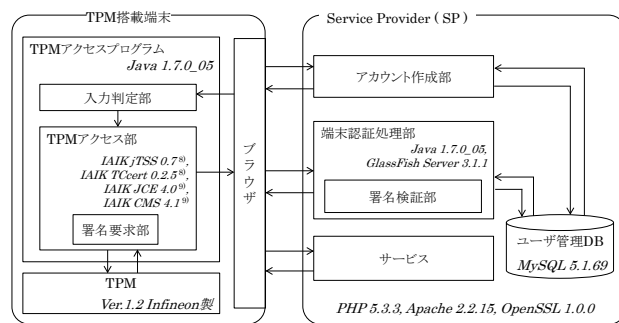 TPM搭載端末
TPMアクセスプログラム
Java 1.7.0_05
入力判定部
TPMアクセス部
IAIK jTSS 0.7 8),
IAIK TCcert 0.2.5 8),
IAIK JCE 4.0 9),
IAIK CMS 4.1 9)
署名要求部
TPM
Ver.1.2 Infineon製
ブラウザ
Service Provider ( SP )
アカウント作成部
端末認証処理部
Java 1.7.0_05,
GlassFish Server 3.1.1
署名検証部
サービス
ユーザ管理DB
MySQL 5.1.69
PHP 5.3.3, Apache 2.2.15, OpenSSL 1.0.0